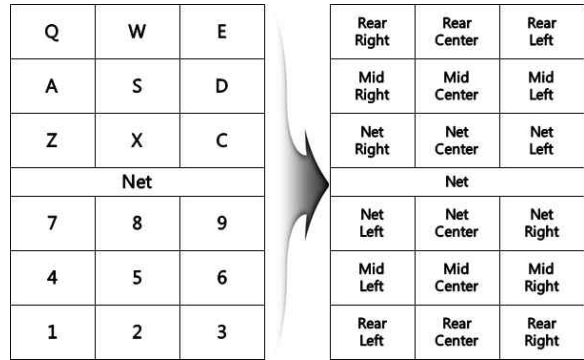 Q W E
A S D
Z X C
Net
7 8 9
4 5 6
1 2 3
Rear Right Rear Center Rear Left
Mid Right Mid Center Mid Left
Net Right Net Center Net Left
Net
Net Left Net Center Net Right
Mid Left Mid Center Mid Right
Rear Left Rear Center Rear Right